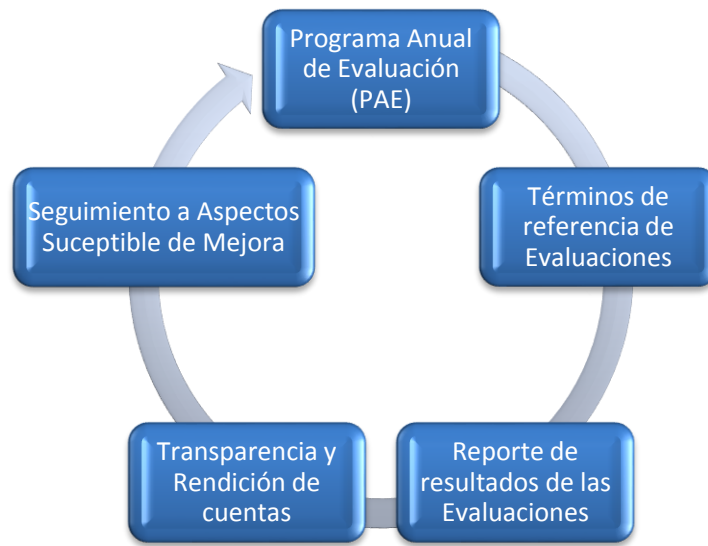 Programa Anual
de Evaluación
(PAE)
Términos de
referencia de
Evaluaciones
Reporte de
resultados de las
Evaluaciones
Transparencia y
Rendición de
cuentas
Seguimiento a Aspectos
Suceptible de Mejora